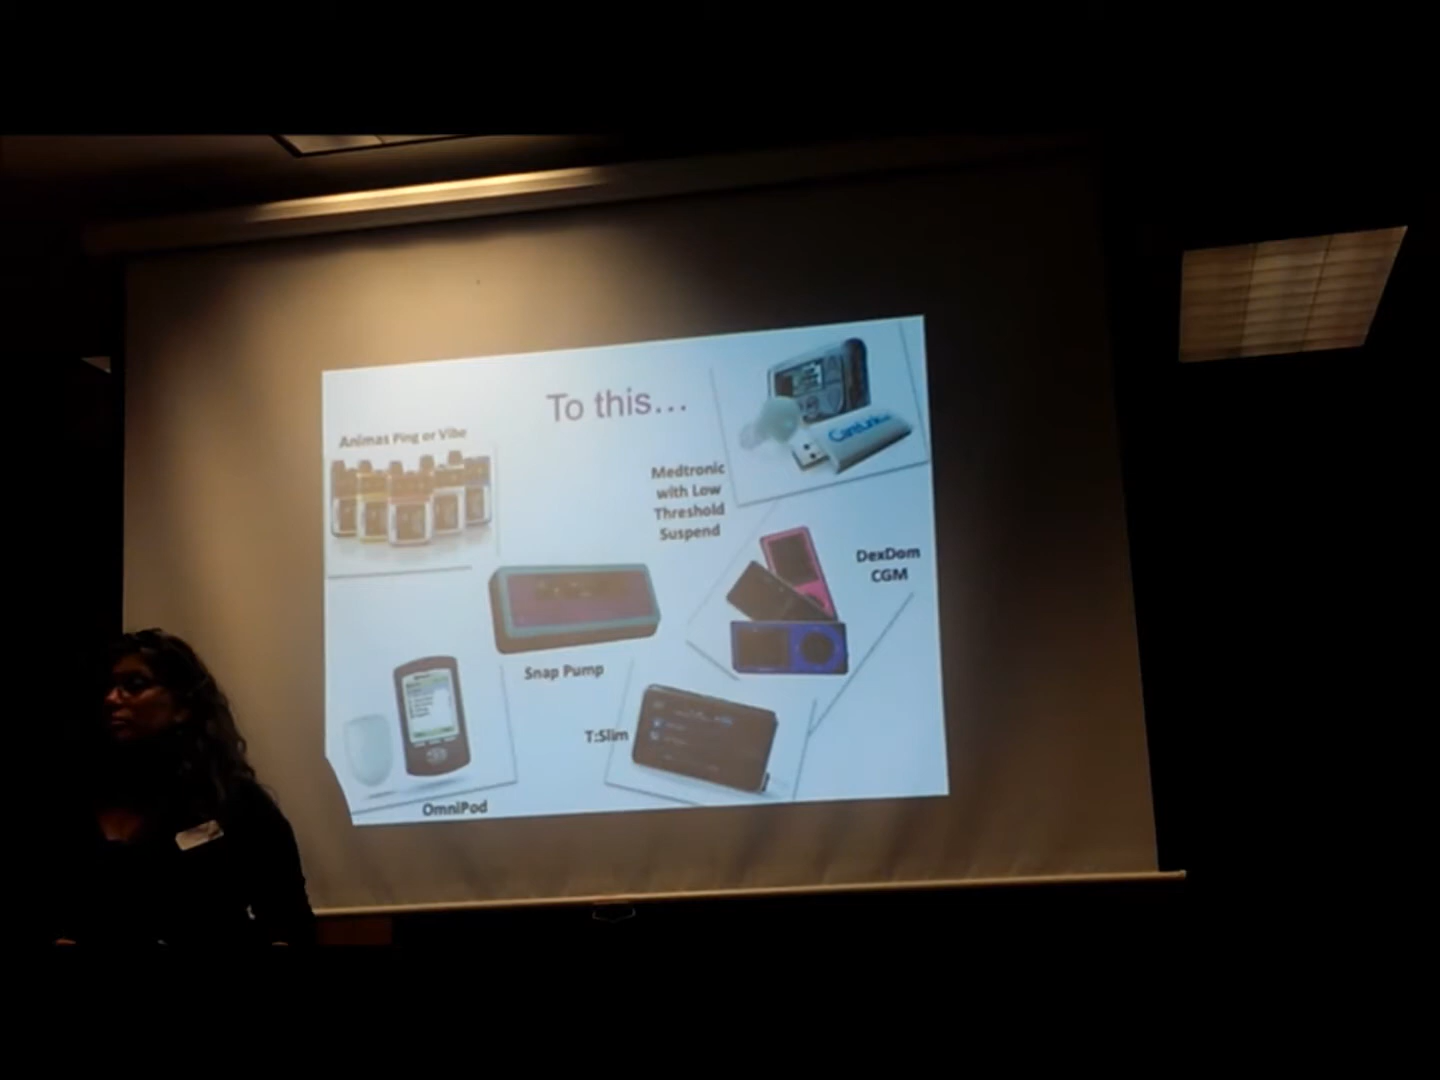 To this...
Animas Ping or Vibe
Medtronic
with Low
Threshold
Suspend
DexDom
CGM
Snap Pump
T:Slim
OmniPod